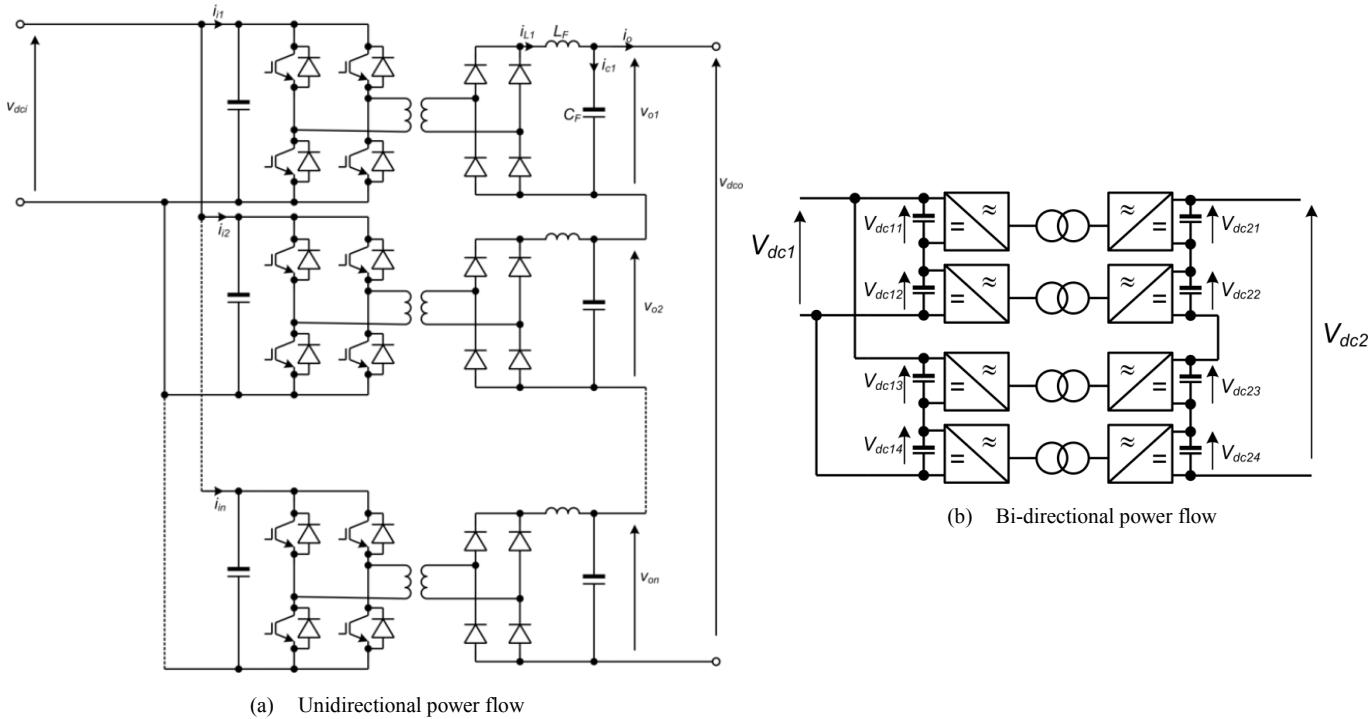 i_i1
i_L1
L_F
i_o
i_c1
v_dci
C_F
v_o1
v_dco
i_i2
v_o2
i_in
v_on
(a) Unidirectional power flow
V_dc1
V_dc11
≈
=
≈
=
V_dc21
V_dc12
≈
=
≈
=
V_dc22
V_dc2
V_dc13
≈
=
≈
=
V_dc23
V_dc14
≈
=
≈
=
V_dc24
(b) Bi-directional power flow